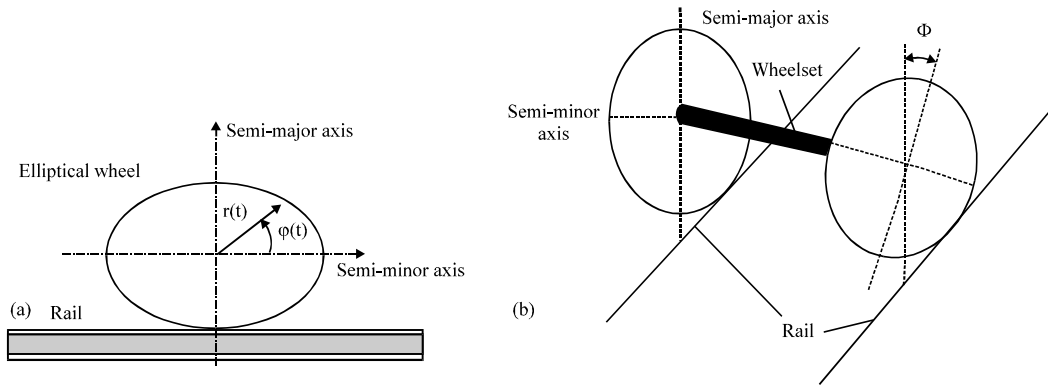 Semi-major axis
Elliptical wheel
r(t)
φ(t)
Semi-minor axis
(a)
Rail
Semi-major axis
Φ
Wheelset
Semi-minor
axis
(b)
Rail